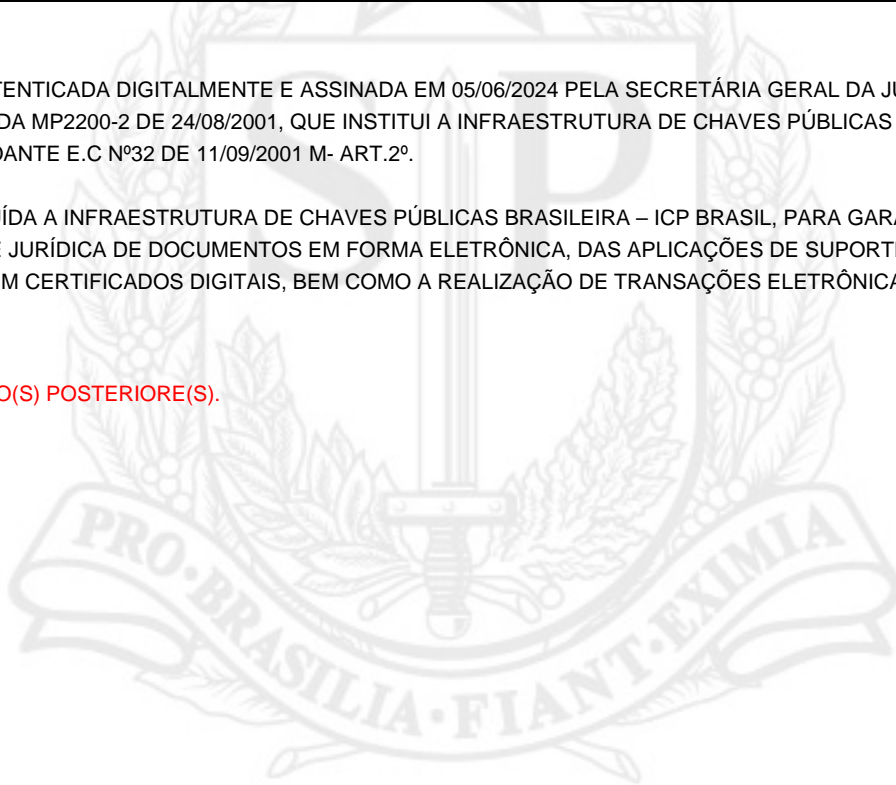 TENTICADA DIGITALMENTE E ASSINADA EM 05/06/2024 PELA SECRETÁRIA GERAL DA JU
DA MP2200-2 DE 24/08/2001, QUE INSTITUI A INFRAESTRUTURA DE CHAVES PÚBLICAS
DANTE E.C Nº32 DE 11/09/2001 M- ART.2º.
ÍDA A INFRAESTRUTURA DE CHAVES PÚBLICAS BRASILEIRA – ICP BRASIL, PARA GARA
E JURÍDICA DE DOCUMENTOS EM FORMA ELETRÔNICA, DAS APLICAÇÕES DE SUPORTE
M CERTIFICADOS DIGITAIS, BEM COMO A REALIZAÇÃO DE TRANSAÇÕES ELETRÔNICA
O(S) POSTERIORE(S).
SP
PRO·BRASILIA·FIANT·EXIMIA